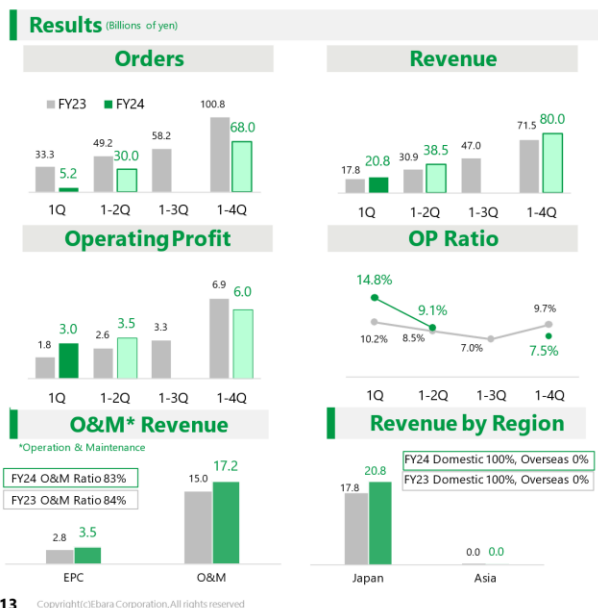 Results (Billions of yen)
Orders
FY23 FY24
33.3 5.2 49.2 30.0 58.2 100.8 68.0
1Q 1-2Q 1-3Q 1-4Q
Revenue
17.8 20.8 30.9 38.5 47.0 71.5 80.0
1Q 1-2Q 1-3Q 1-4Q
Operating Profit
1.8 3.0 2.6 3.5 3.3 6.9 6.0
1Q 1-2Q 1-3Q 1-4Q
OP Ratio
14.8% 9.1% 9.7%
10.2% 8.5% 7.0% 7.5%
1Q 1-2Q 1-3Q 1-4Q
O&M* Revenue
*Operation & Maintenance
FY24 O&M Ratio 83%
FY23 O&M Ratio 84%
2.8 3.5 15.0 17.2
EPC O&M
Revenue by Region
FY24 Domestic 100%, Overseas 0%
FY23 Domestic 100%, Overseas 0%
17.8 20.8 0.0 0.0
Japan Asia
13 Copyright(c)Ebara Corporation, All rights reserved